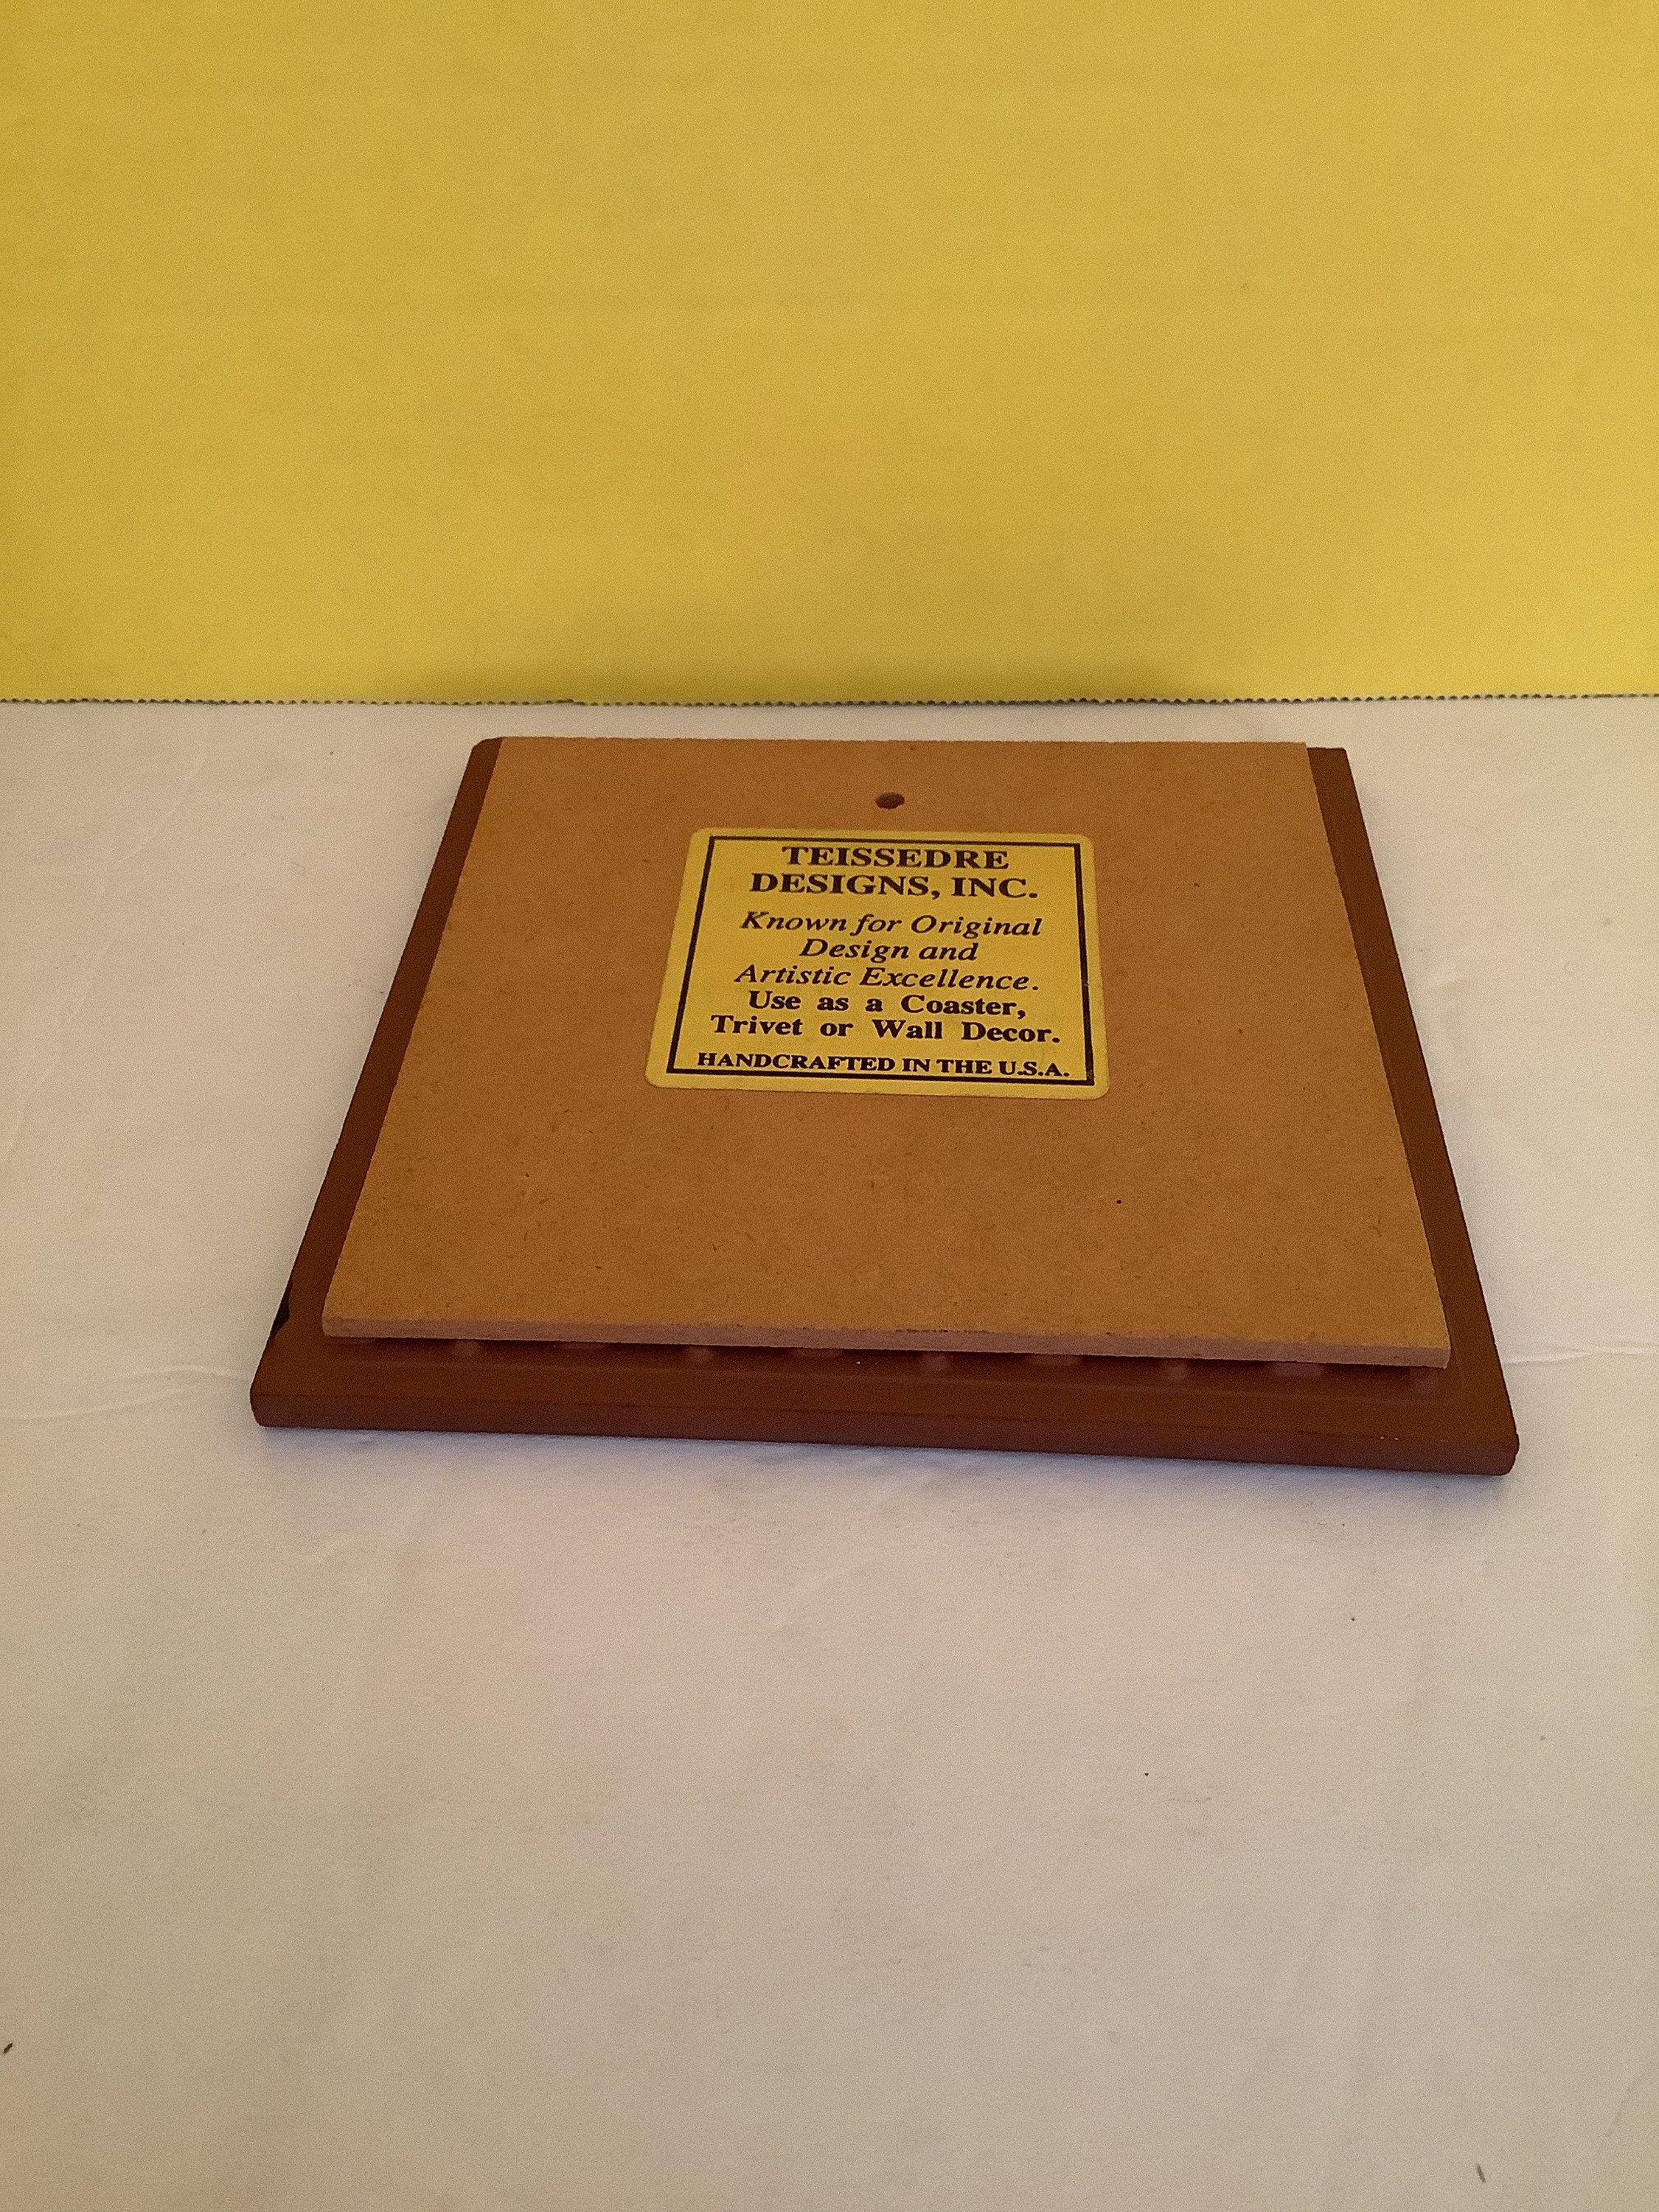 TEISSEDRE
DESIGNS, INC.
Known for Original
Design and
Artistic Excellence.
Use as a Coaster,
Trivet or Wall Decor.
HANDCRAFTED IN THE U.S.A.